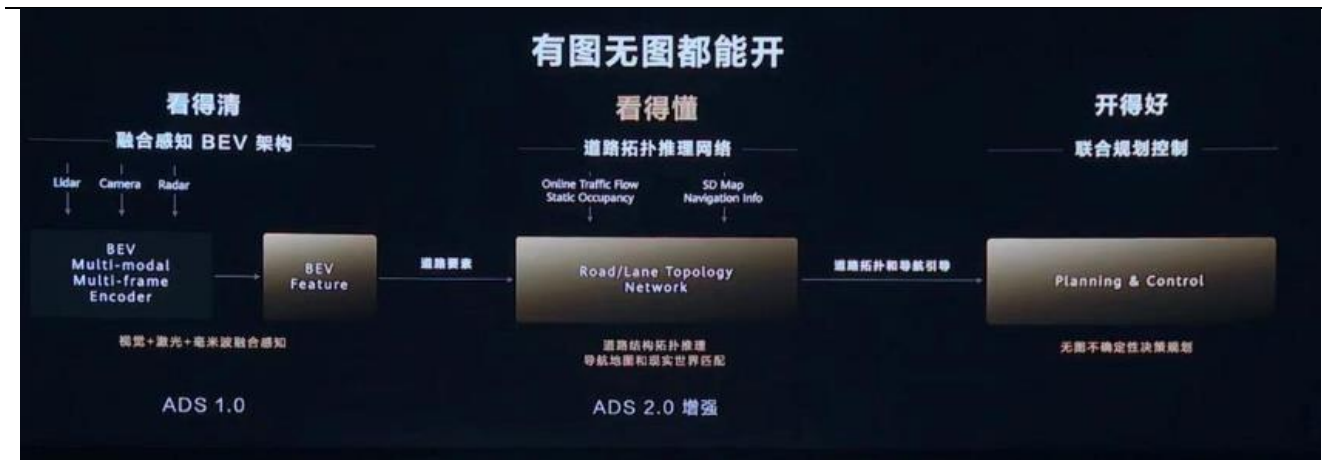 有图无图都能开
看得清
融合感知 BEV 架构
Lidar
Camera
Radar
BEV
Multi-modal
Multi-frame
Encoder
BEV
Feature
视觉+激光+毫米波融合感知
ADS 1.0
道路要素
看得懂
道路拓扑推理网络
Online Traffic Flow
Static Occupancy
SD Map
Navigation Info
Road/Lane Topology
Network
道路结构拓扑推理
导航地图和现实世界匹配
ADS 2.0 增强
道路拓扑和导航引导
开得好
联合规划控制
Planning & Control
无图不确定性决策规划